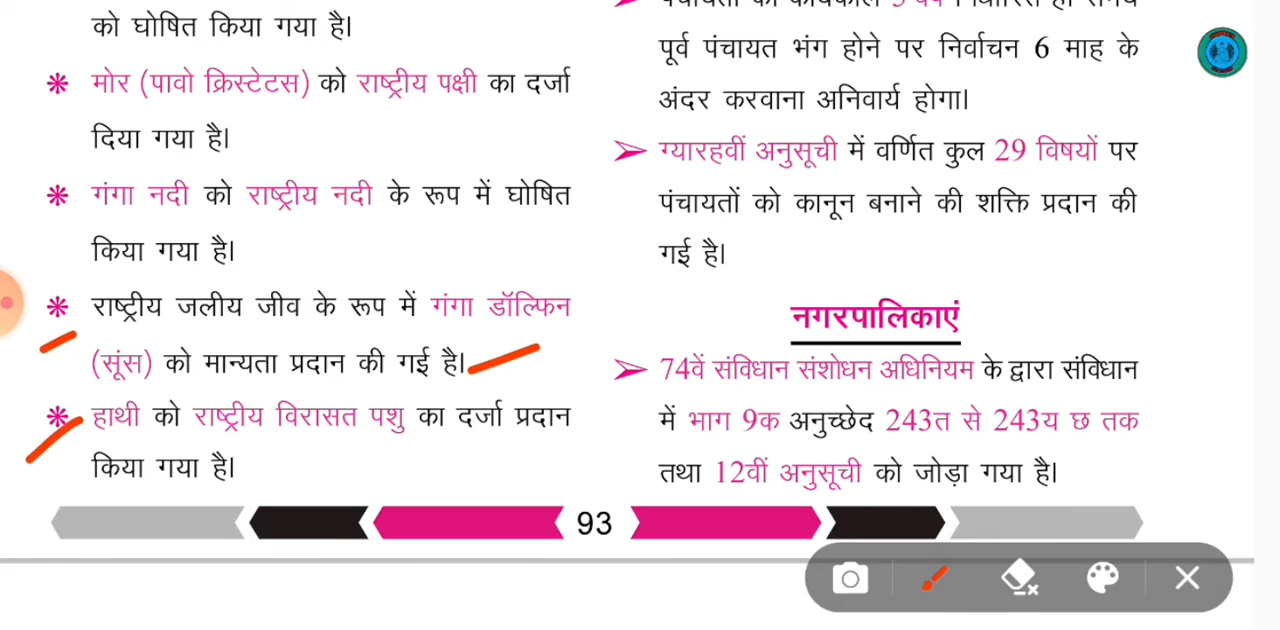 को घोषित किया गया है।
* मोर (पावो क्रिस्टेटस) को राष्ट्रीय पक्षी का दर्जा
दिया गया है।
* गंगा नदी को राष्ट्रीय नदी के रूप में घोषित
किया गया है।
* राष्ट्रीय जलीय जीव के रूप में गंगा डॉल्फिन
(सूंस) को मान्यता प्रदान की गई है।
* हाथी को राष्ट्रीय विरासत पशु का दर्जा प्रदान
किया गया है।
पूर्व पंचायत भंग होने पर निर्वाचन 6 माह के
अंदर करवाना अनिवार्य होगा।
➢ ग्यारहवीं अनुसूची में वर्णित कुल 29 विषयों पर
पंचायतों को कानून बनाने की शक्ति प्रदान की
गई है।
नगरपालिकाएं
➢ 74वें संविधान संशोधन अधिनियम के द्वारा संविधान
में भाग 9क अनुच्छेद 243त से 243य छ तक
तथा 12वीं अनुसूची को जोड़ा गया है।
93